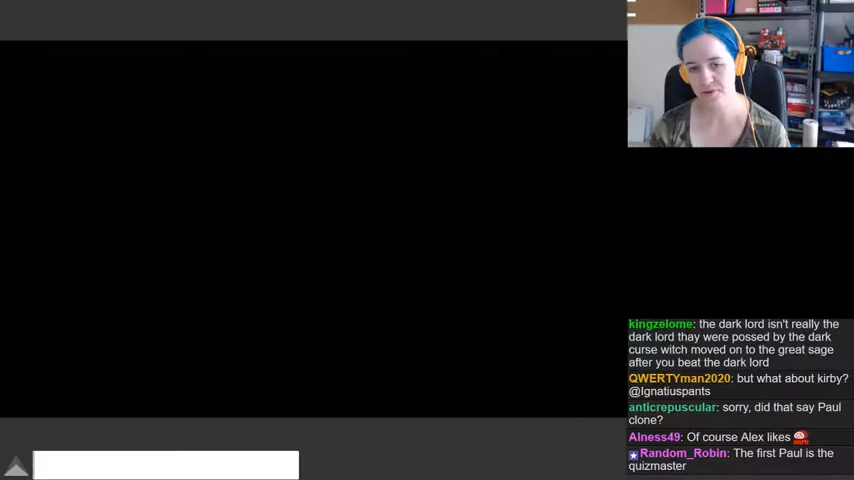 kingzelome: the dark lord isn't really the
dark lord thay were possed by the dark
curse witch moved on to the great sage
after you beat the dark lord
QWERTYman2020: but what about kirby?
@Ignatiuspants
anticrepuscular: sorry, did that say Paul
clone?
Alness49: Of course Alex likes
Random_Robin: The first Paul is the
quizmaster